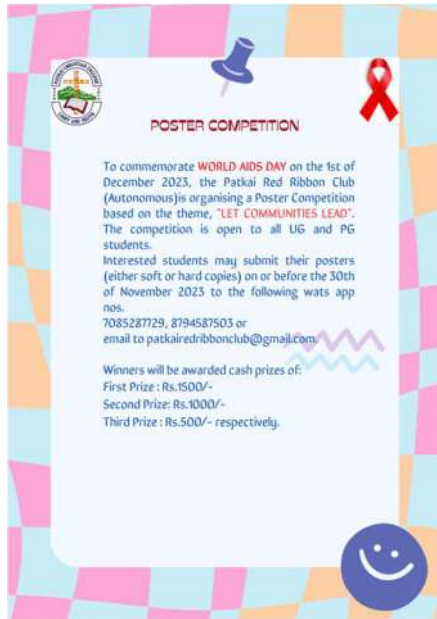 PATKAI CHRISTIAN COLLEGE
POSTER COMPETITION
To commemorate WORLD AIDS DAY on the 1st of
December 2023, the Patkai Red Ribbon Club
(Autonomous)is organising a Poster Competition
based on the theme, "LET COMMUNITIES LEAD".
The competition is open to all UG and PG
students.
Interested students may submit their posters
(either soft or hard copies) on or before the 30th
of November 2023 to the following wats app
nos.
7085287729, 8794587503 or
email to patkairedribbonclub@gmail.com.
Winners will be awarded cash prizes of:
First Prize : Rs.1500/-
Second Prize: Rs.1000/-
Third Prize : Rs.500/- respectively.